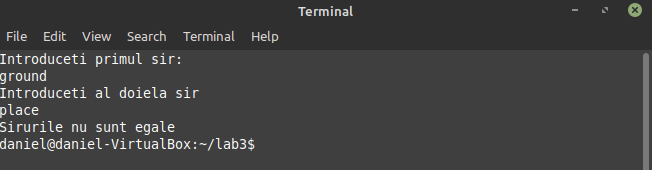 Terminal
File Edit View Search Terminal Help
Introduceti primul sir:
ground
Introduceti al doiela sir
place
Sirurile nu sunt egale
daniel@daniel-VirtualBox:~/lab3$